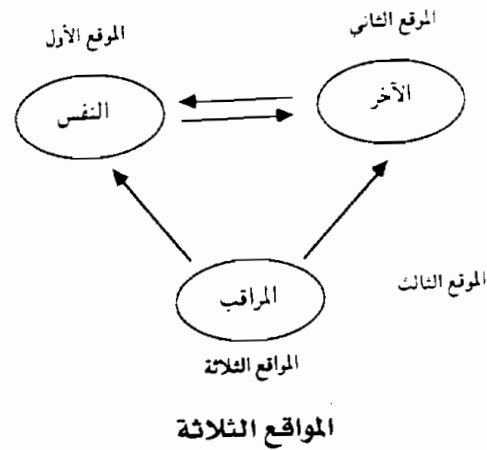 الموقع الثاني
الموقع الأول
الآخر
النفس
المراقب
الموقع الثالث
المواقع الثلاثة
المواقع الثلاثة